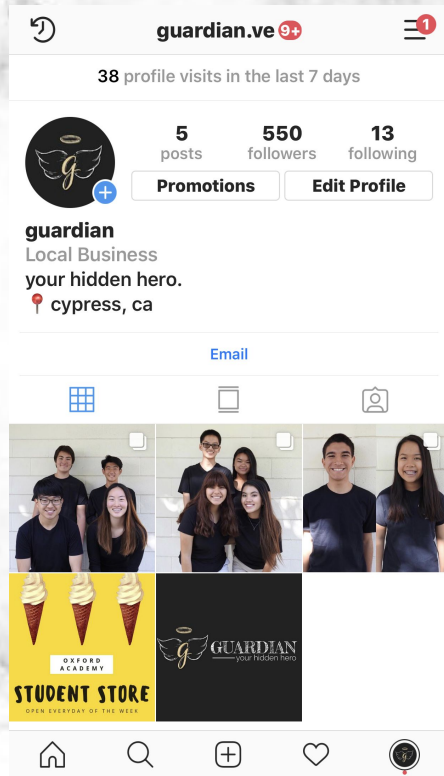 guardian.ve 9+
1
38 profile visits in the last 7 days
g
5 550 13
posts followers following
Promotions Edit Profile
guardian
Local Business
your hidden hero.
cypress, ca
Email
OXFORD
ACADEMY
STUDENT STORE
OPEN EVERYDAY OF THE WEEK
g GUARDIAN
your hidden hero